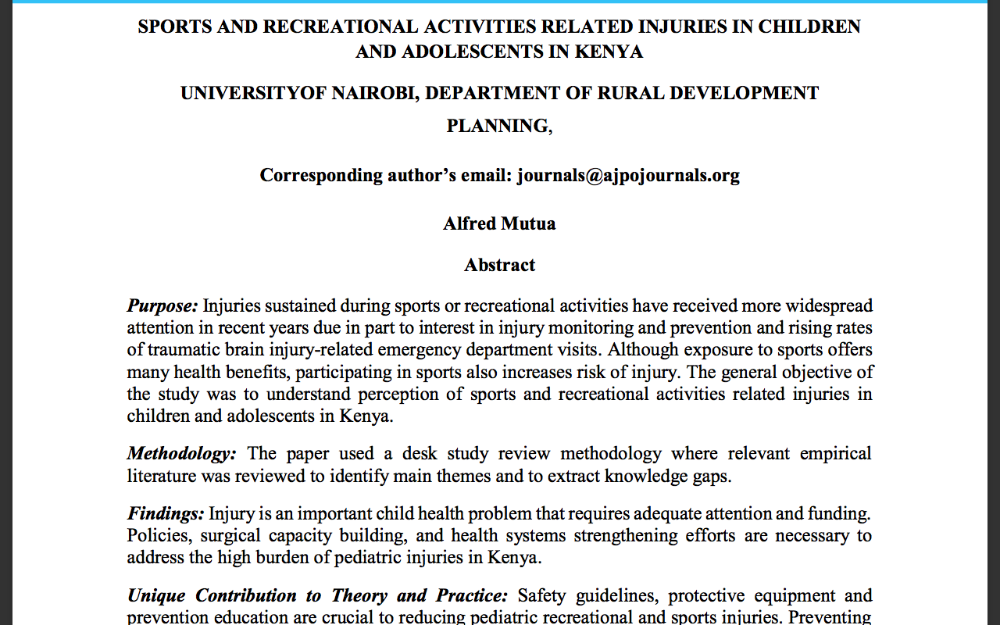 SPORTS AND RECREATIONAL ACTIVITIES RELATED INJURIES IN CHILDREN
AND ADOLESCENTS IN KENYA
UNIVERSITYOF NAIROBI, DEPARTMENT OF RURAL DEVELOPMENT
PLANNING,
Corresponding author’s email: journals@ajpojournals.org
Alfred Mutua
Abstract
Purpose: Injuries sustained during sports or recreational activities have received more widespread
attention in recent years due in part to interest in injury monitoring and prevention and rising rates
of traumatic brain injury-related emergency department visits. Although exposure to sports offers
many health benefits, participating in sports also increases risk of injury. The general objective of
the study was to understand perception of sports and recreational activities related injuries in
children and adolescents in Kenya.
Methodology: The paper used a desk study review methodology where relevant empirical
literature was reviewed to identify main themes and to extract knowledge gaps.
Findings: Injury is an important child health problem that requires adequate attention and funding.
Policies, surgical capacity building, and health systems strengthening efforts are necessary to
address the high burden of pediatric injuries in Kenya.
Unique Contribution to Theory and Practice: Safety guidelines, protective equipment and
prevention education are crucial to reducing pediatric recreational and sports injuries. Preventing